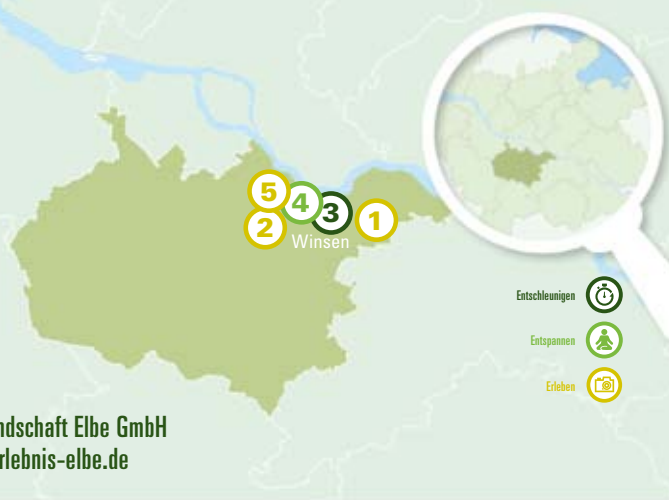 5
4
3
2
1
Winsen
Entschleunigen
Entspannen
Erleben
ndschaft Elbe GmbH
rlebnis-elbe.de